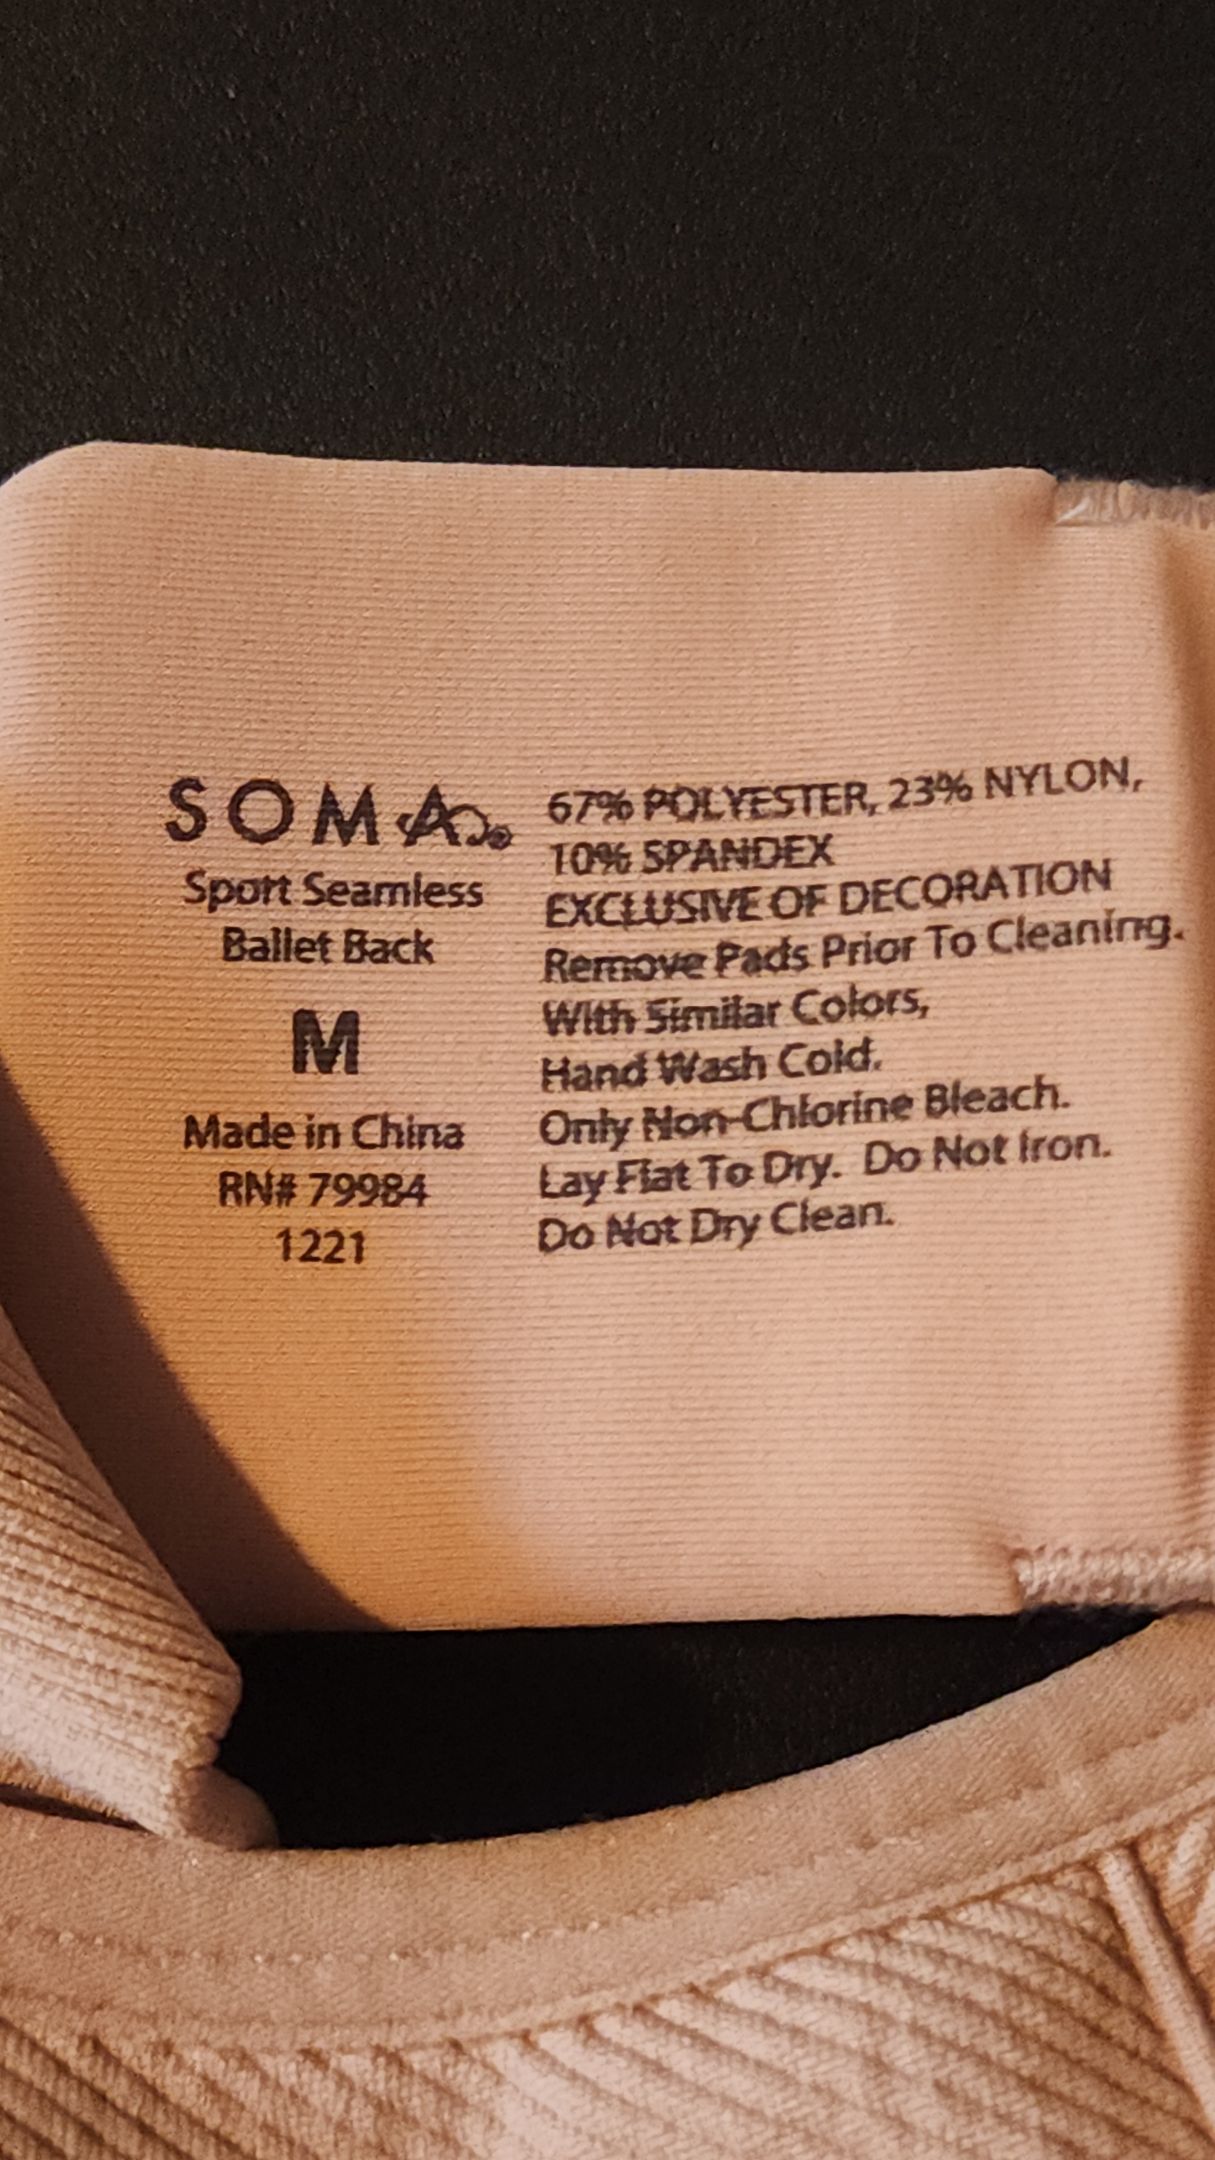 SOMA
Sport Seamless
Ballet Back
M
Made in China
RN# 79984
1221
67% POLYESTER, 23% NYLON,
10% SPANDEX
EXCLUSIVE OF DECORATION
Remove Pads Prior To Cleaning.
With Similar Colors,
Hand Wash Cold.
Only Non-Chlorine Bleach.
Lay Flat To Dry. Do Not Iron.
Do Not Dry Clean.